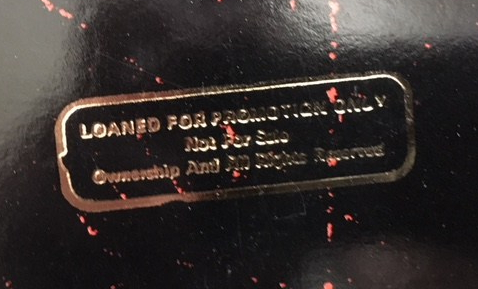 LOANED FOR PROMOTION ONLY
Not For Sale
Ownership And All Rights Reserved